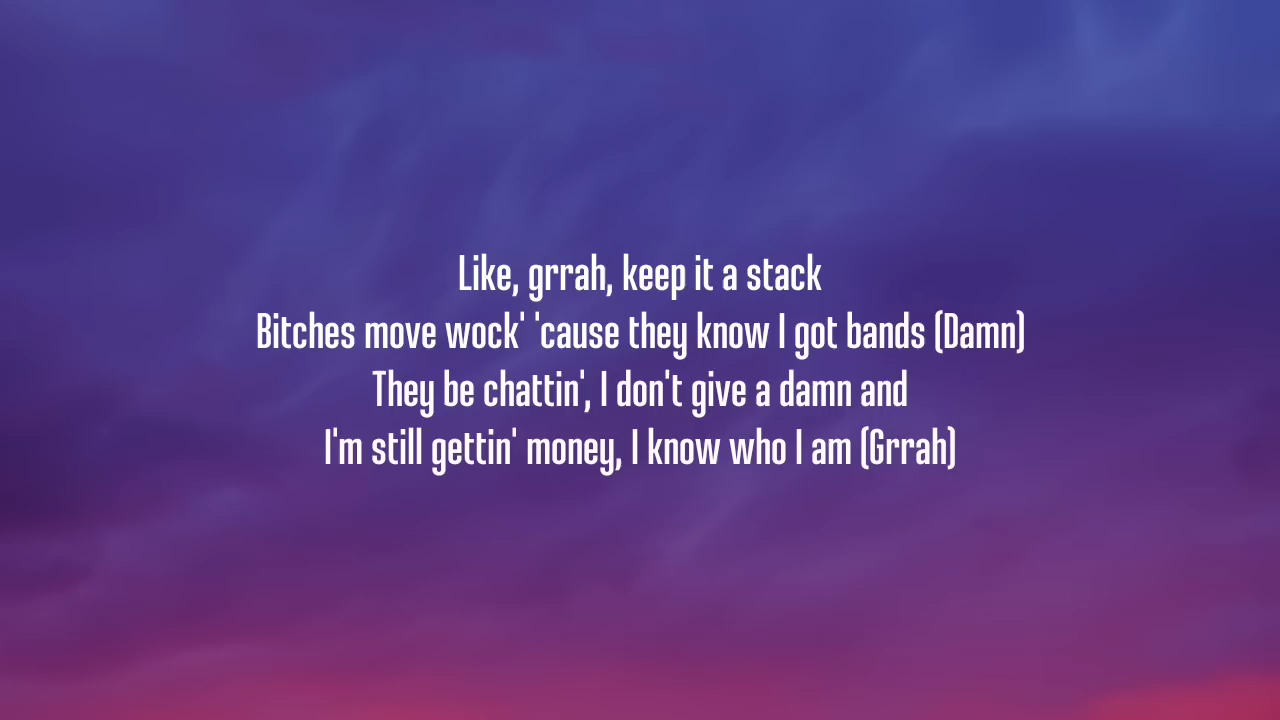 Like, grrah, keep it a stack
Bitches move wock' 'cause they know I got bands (Damn)
They be chattin', I don't give a damn and
I'm still gettin' money, I know who I am (Grrah)